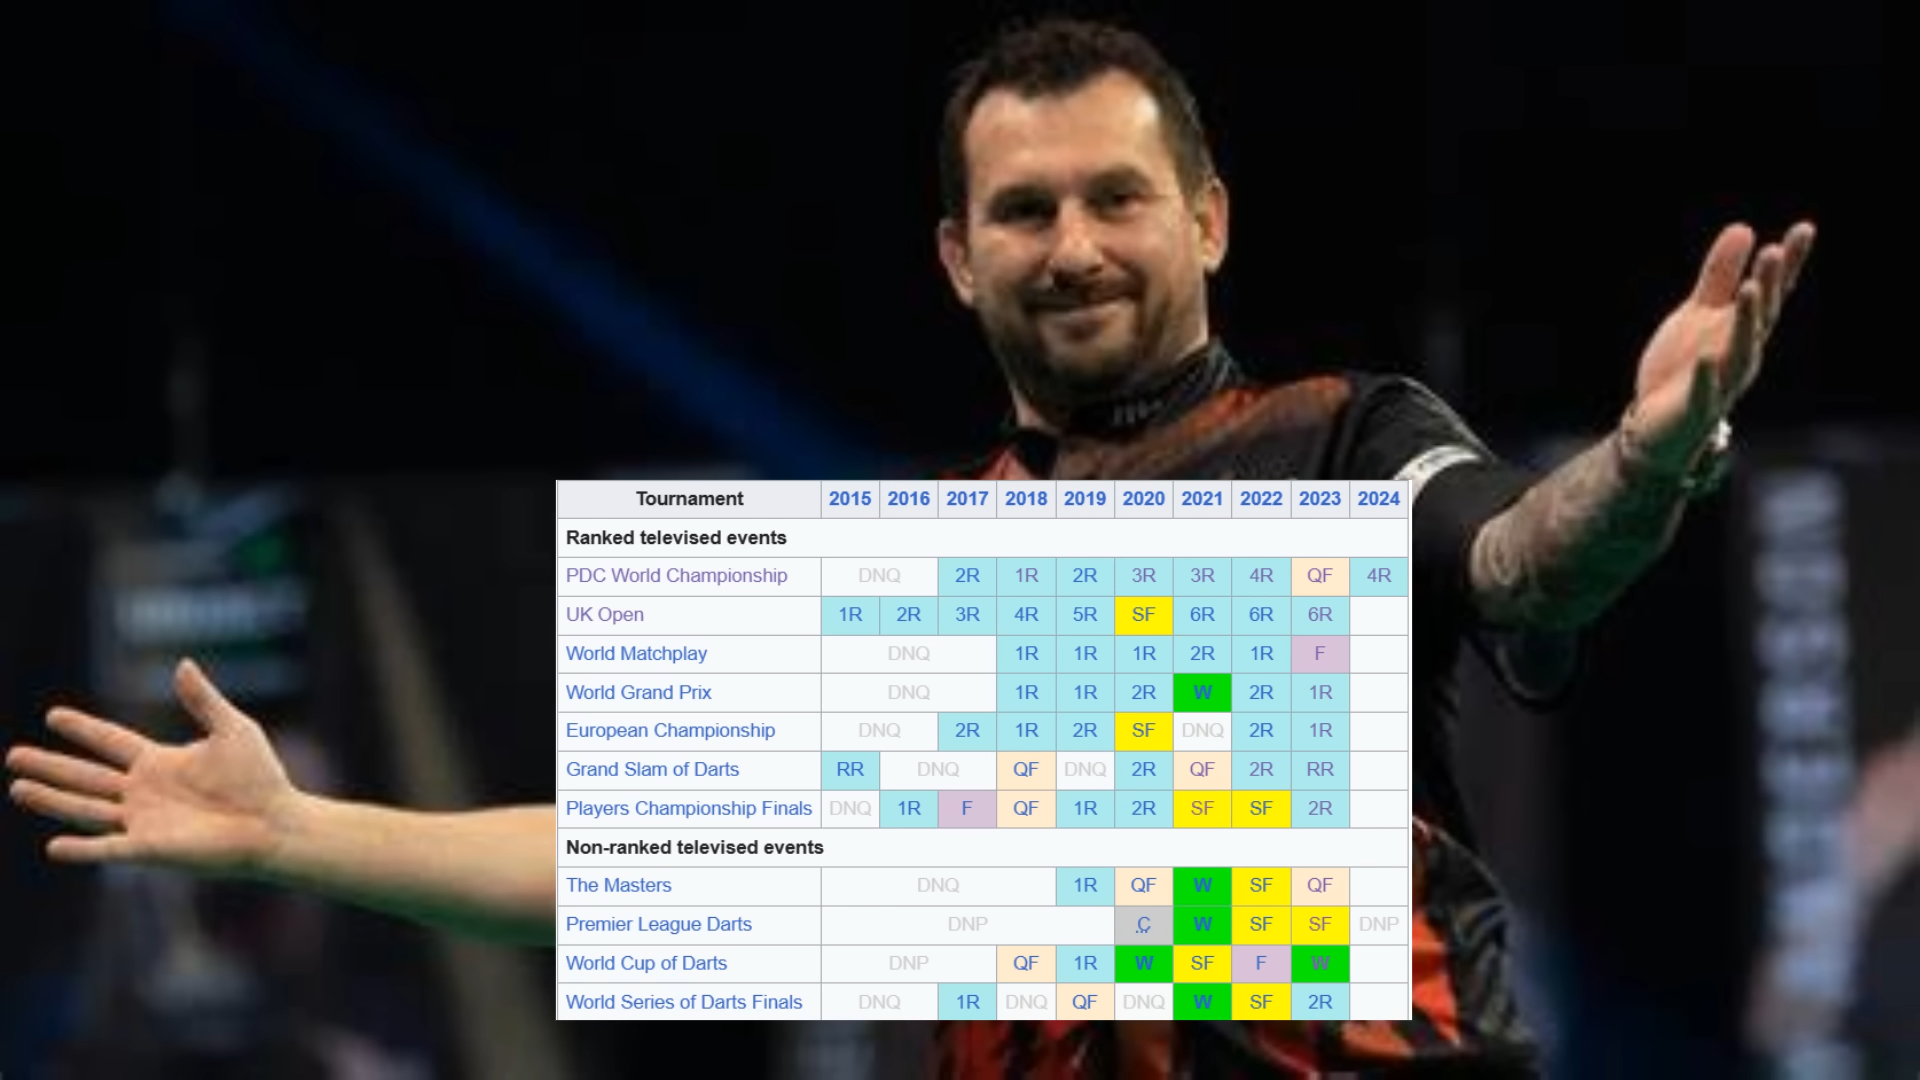 Tournament 2015 2016 2017 2018 2019 2020 2021 2022 2023 2024
Ranked televised events
PDC World Championship DNQ 2R 1R 2R 3R 3R 4R QF 4R
UK Open 1R 2R 3R 4R 5R SF 6R 6R 6R
World Matchplay DNQ 1R 1R 1R 2R 1R F
World Grand Prix DNQ 1R 1R 2R W 2R 1R
European Championship DNQ 2R 1R 2R SF DNQ 2R 1R
Grand Slam of Darts RR DNQ QF DNQ 2R QF 2R RR
Players Championship Finals DNQ 1R F QF 1R 2R SF SF 2R
Non-ranked televised events
The Masters DNQ 1R QF W SF QF
Premier League Darts DNP C W SF SF DNP
World Cup of Darts DNP QF 1R W SF F W
World Series of Darts Finals DNQ 1R DNQ QF DNQ W SF 2R